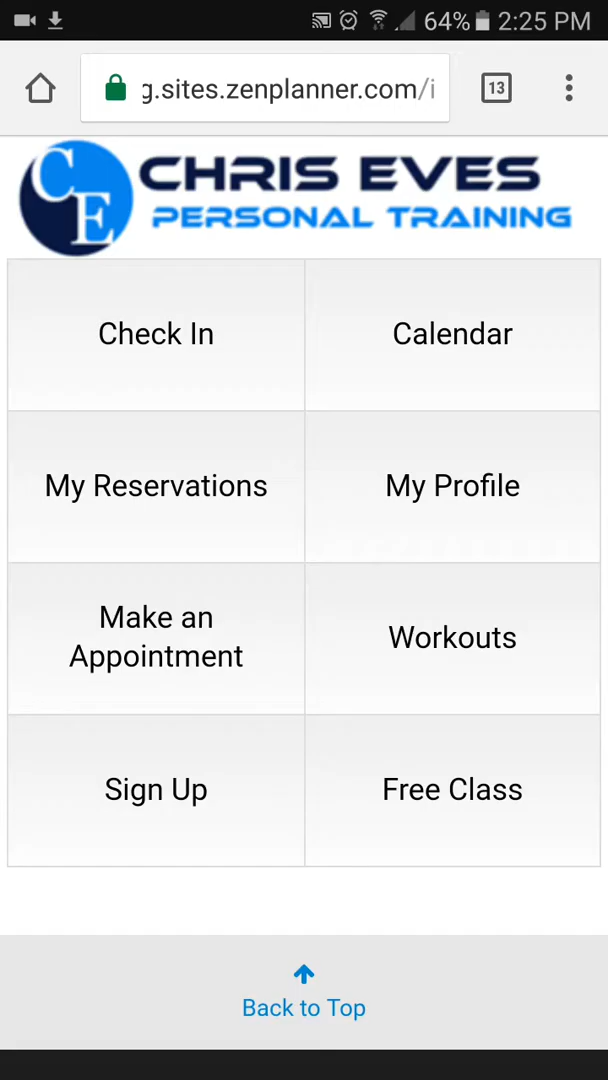 64% 2:25 PM
g.sites.zenplanner.com/i
13
CE
CHRIS EVES
PERSONAL TRAINING
Check In
Calendar
My Reservations
My Profile
Make an
Appointment
Workouts
Sign Up
Free Class
Back to Top